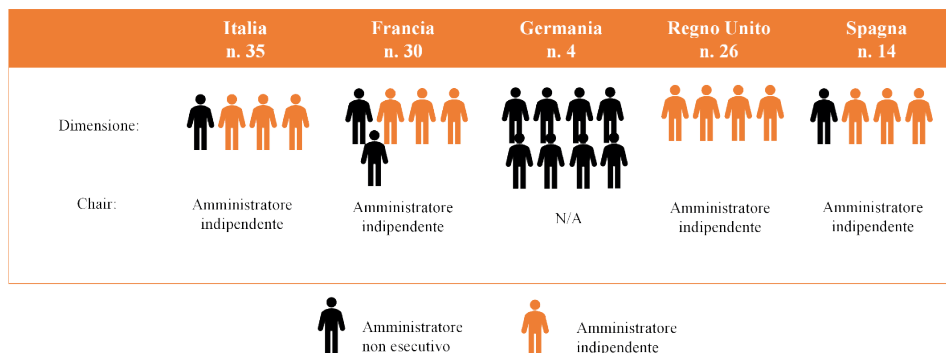 Italia
n. 35
Francia
n. 30
Germania
n. 4
Regno Unito
n. 26
Spagna
n. 14
Dimensione:
Chair:
Amministratore
indipendente
Amministratore
indipendente
N/A
Amministratore
indipendente
Amministratore
indipendente
Amministratore
non esecutivo
Amministratore
indipendente